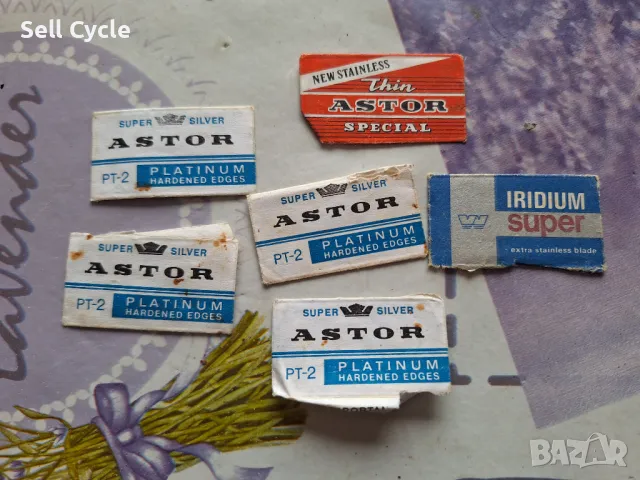 Sell Cycle
NEW STAINLESS
Thin
ASTOR
SPECIAL
SUPER SILVER
ASTOR
PT-2 PLATINUM
HARDENED EDGES
SUPER SILVER
ASTOR
PT-2 PLATINUM
HARDENED EDGES
IRIDIUM
super
extra stainless blade
SUPER SILVER
ASTOR
PT-2 PLATINUM
HARDENED EDGES
SUPER SILVER
ASTOR
PT-2 PLATINUM
HARDENED EDGES
Lavender
BAZAR